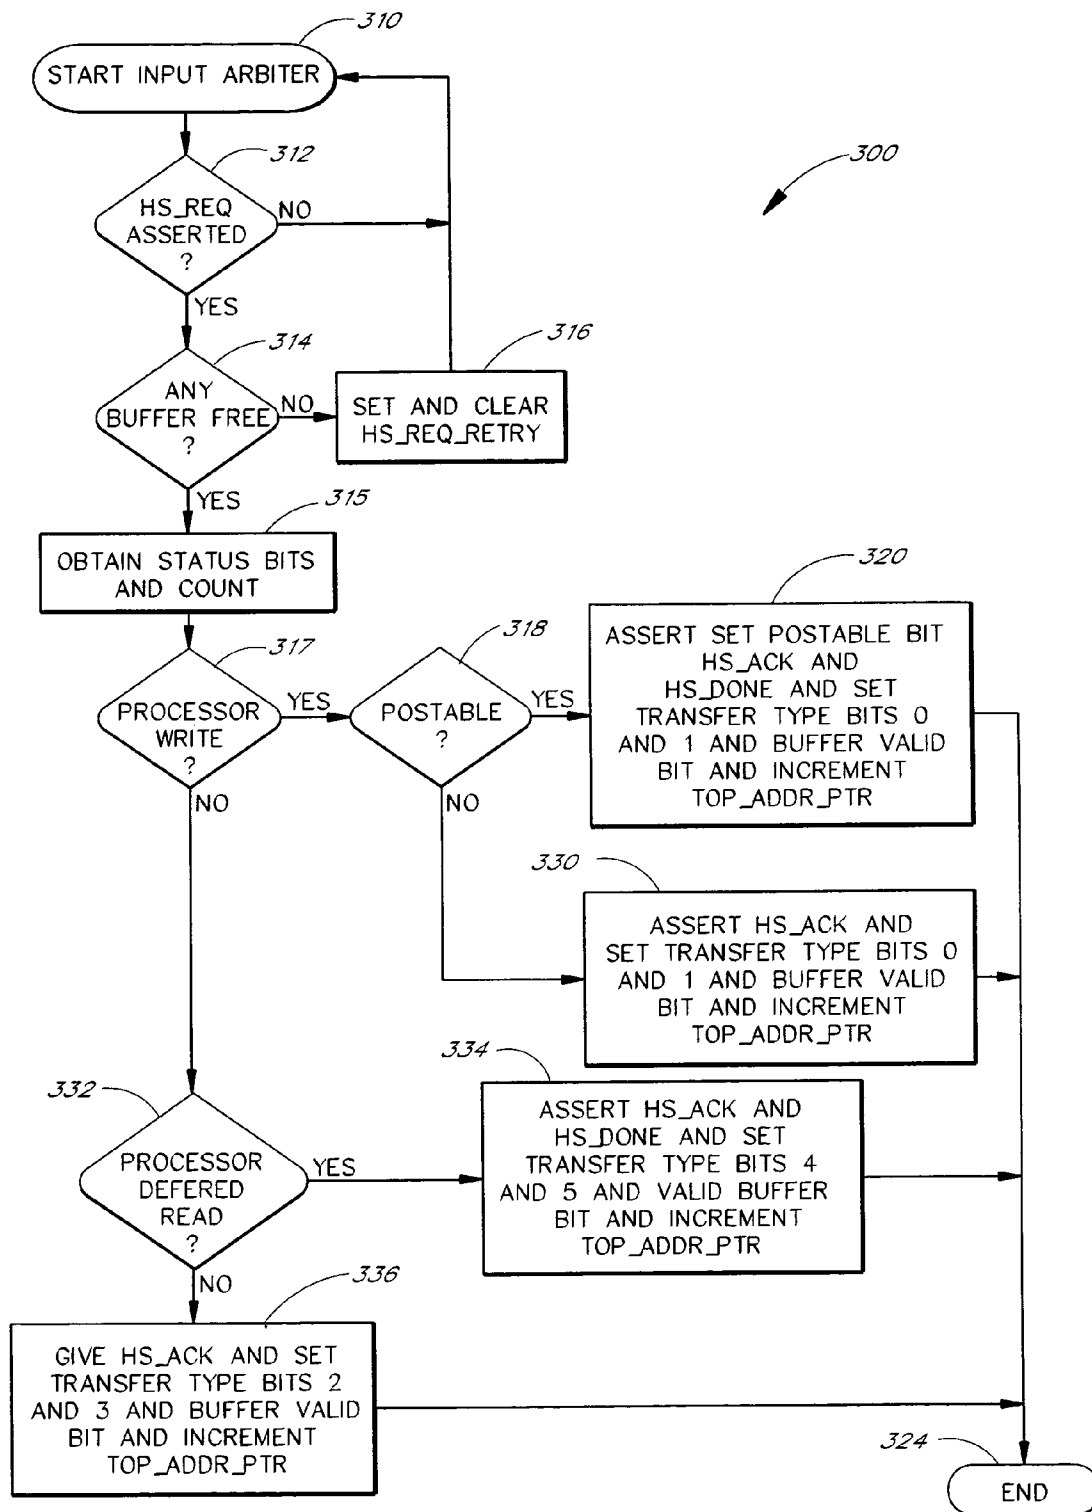 310
START INPUT ARBITER
312
300
HS_REQ
ASSERTED
?
NO
YES
314
316
ANY
BUFFER FREE
?
NO
SET AND CLEAR
HS_REQ_RETRY
YES
315
OBTAIN STATUS BITS
AND COUNT
317
318
320
PROCESSOR
WRITE
?
YES
POSTABLE
?
YES
ASSERT SET POSTABLE BIT
HS_ACK AND
HS_DONE AND SET
TRANSFER TYPE BITS 0
AND 1 AND BUFFER VALID
BIT AND INCREMENT
TOP_ADDR_PTR
NO
NO
330
ASSERT HS_ACK AND
SET TRANSFER TYPE BITS 0
AND 1 AND BUFFER VALID
BIT AND INCREMENT
TOP_ADDR_PTR
332
334
PROCESSOR
DEFERED
READ
?
YES
ASSERT HS_ACK AND
HS_DONE AND SET
TRANSFER TYPE BITS 4
AND 5 AND VALID BUFFER
BIT AND INCREMENT
TOP_ADDR_PTR
NO
336
GIVE HS_ACK AND SET
TRANSFER TYPE BITS 2
AND 3 AND BUFFER VALID
BIT AND INCREMENT
TOP_ADDR_PTR
324
END